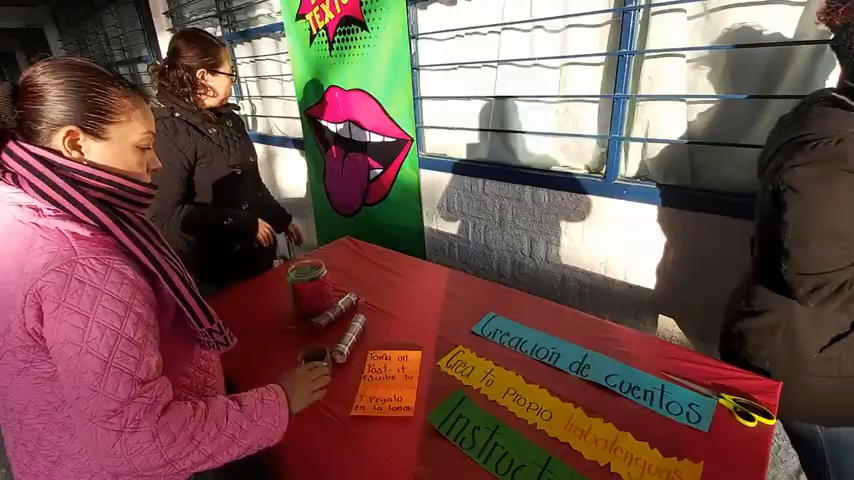 TEXTO
Toma un
Post-it
escribe tu
y Pégalo
en la lona
Creación de cuentos
Crea tu propio trabalenguas
Instruct